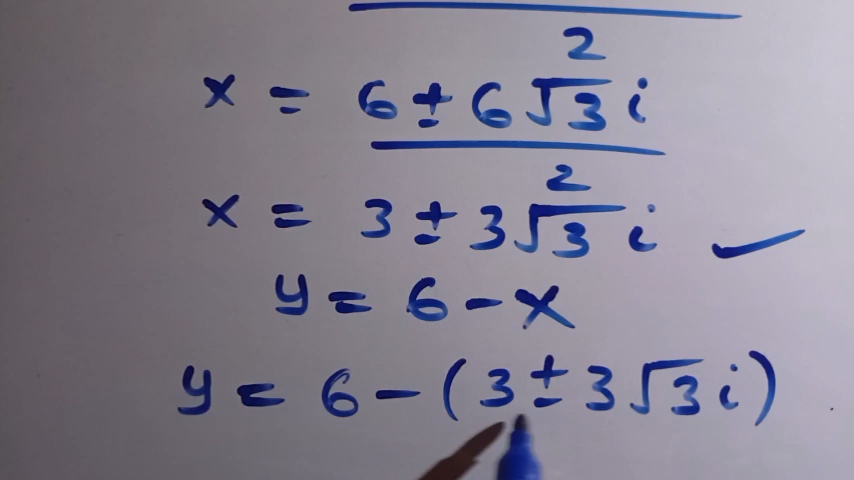 2
x = 6 ± 6√3 i
2
x = 3 ± 3√3 i ✓
y = 6 - x
y = 6 - (3 ± 3√3 i)